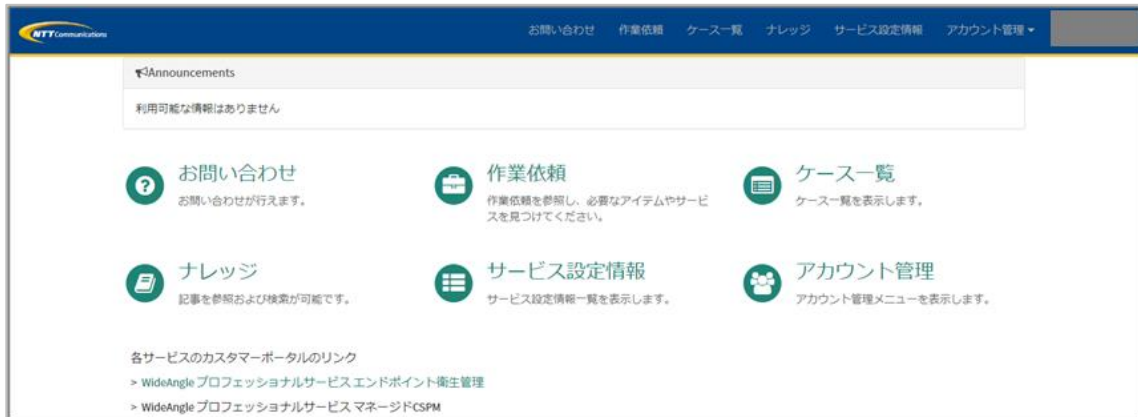 NTT Communications
お問い合わせ 作業依頼 ケース一覧 ナレッジ サービス設定情報 アカウント管理
Announcements
利用可能な情報はありません
お問い合わせ
お問い合わせが行えます。
作業依頼
作業依頼を参照し、必要なアイテムやサービ
スを見つけてください。
ケース一覧
ケース一覧を表示します。
ナレッジ
記事を参照および検索が可能です。
サービス設定情報
サービス設定情報一覧を表示します。
アカウント管理
アカウント管理メニューを表示します。
各サービスのカスタマーポータルのリンク
> WideAngle プロフェッショナルサービス エンドポイント衛生管理
> WideAngle プロフェッショナルサービス マネージドCSPM